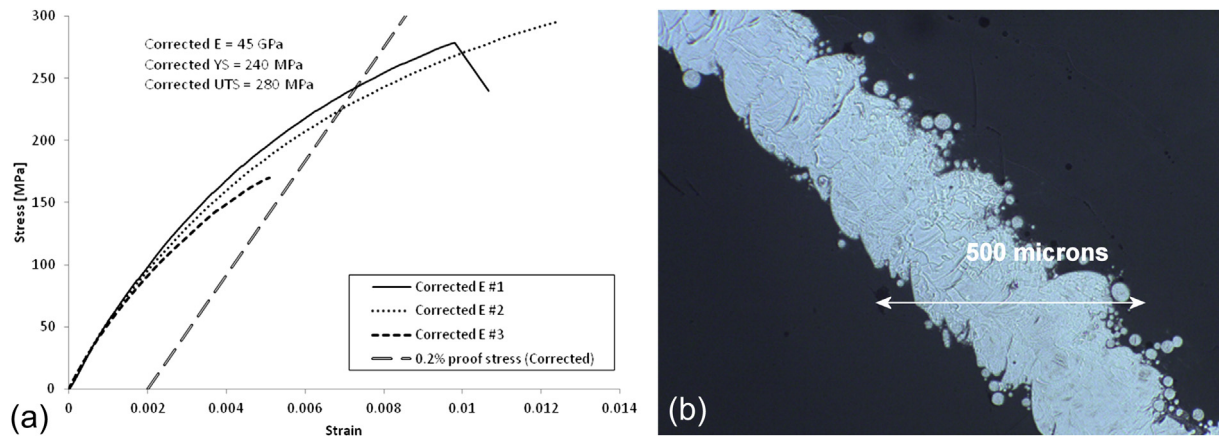 300
250
200
150
100
50
0
Stress [MPa]
Corrected E = 45 GPa
Corrected YS = 240 MPa
Corrected UTS = 280 MPa
Corrected E #1
Corrected E #2
Corrected E #3
0.2% proof stress (Corrected)
0 0.002 0.004 0.006 0.008 0.01 0.012 0.014
Strain
(a)
500 microns
(b)